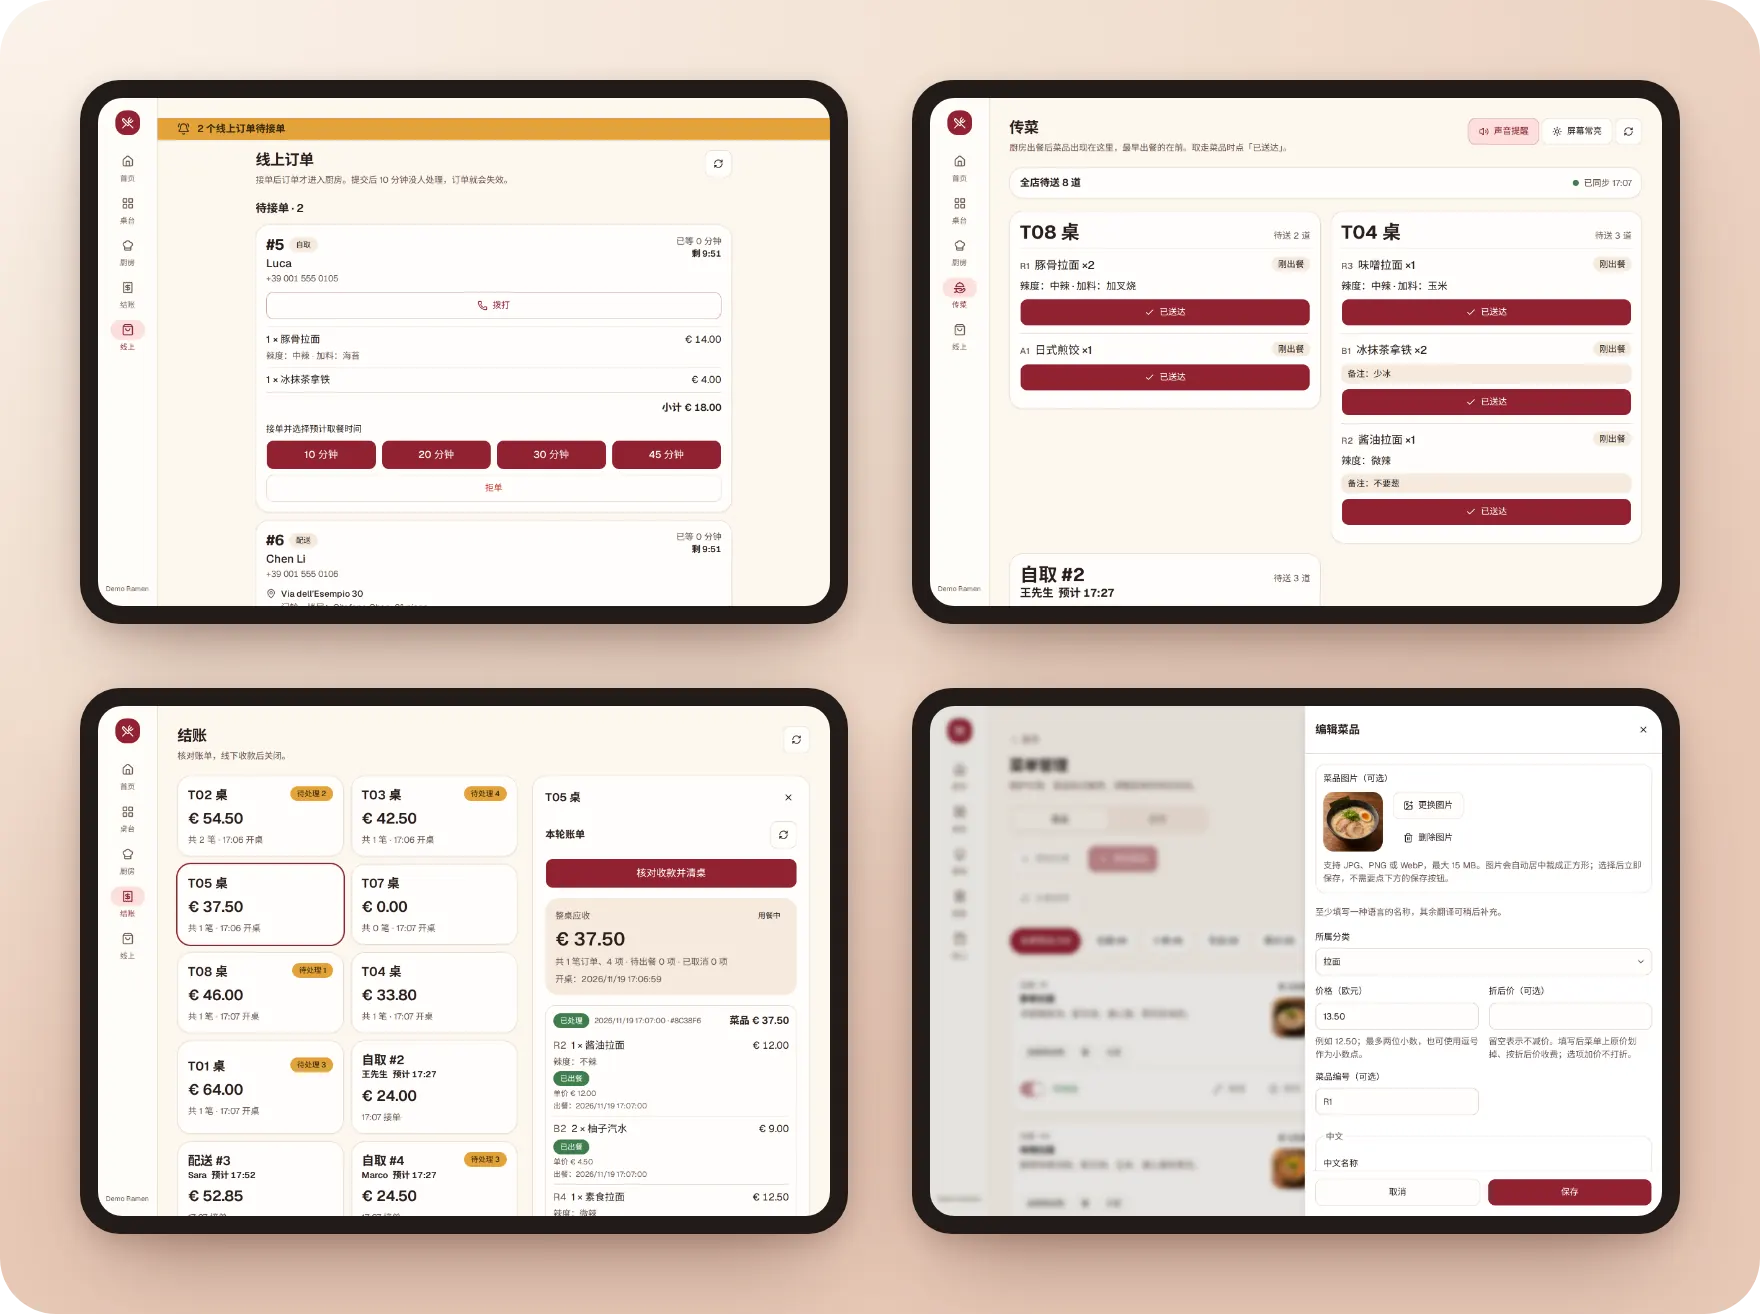 首页
桌台
厨房
结账
线上
Demo Ramen
2 个线上订单待接单
线上订单
接单后订单才进入厨房。提交后 10 分钟没人处理，订单就会失效。
待接单 · 2
#5 自取
已等 0 分钟
剩 9:51
Luca
+39 001 555 0105
拨打
1 × 豚骨拉面 € 14.00
辣度：中辣 · 加料：海苔
1 × 冰抹茶拿铁 € 4.00
小计 € 18.00
接单并选择预计取餐时间
10 分钟 20 分钟 30 分钟 45 分钟
拒单
#6 配送
已等 0 分钟
剩 9:51
Chen Li
+39 001 555 0106
Via dell'Esempio 30
首页
桌台
厨房
传菜
线上
Demo Ramen
传菜
厨房出餐后菜品出现在这里，最早出餐的在前。取走菜品时点「已送达」。
声音提醒 屏幕常亮
全店待送 8 道 已同步 17:07
T08 桌 待送 2 道
R1 豚骨拉面 ×2 刚出餐
辣度：中辣 · 加料：加叉烧
已送达
A1 日式煎饺 ×1 刚出餐
已送达
T04 桌 待送 3 道
R3 味噌拉面 ×1 刚出餐
辣度：中辣 · 加料：玉米
已送达
B1 冰抹茶拿铁 ×2 刚出餐
备注：少冰
已送达
R2 酱油拉面 ×1 刚出餐
辣度：微辣
备注：不要葱
已送达
自取 #2 待送 3 道
王先生 预计 17:27
首页
桌台
厨房
结账
线上
Demo Ramen
结账
核对账单，线下收款后关闭。
T02 桌 待处理 2
€ 54.50
共 2 笔 · 17:06 开桌
T03 桌 待处理 4
€ 42.50
共 1 笔 · 17:06 开桌
T05 桌
€ 37.50
共 1 笔 · 17:06 开桌
T07 桌
€ 0.00
共 0 笔 · 17:07 开桌
T08 桌 待处理 1
€ 46.00
共 1 笔 · 17:07 开桌
T04 桌
€ 33.80
共 1 笔 · 17:07 开桌
T01 桌 待处理 3
€ 64.00
共 1 笔 · 17:07 开桌
自取 #2
王先生 预计 17:27
€ 24.00
17:07 接单
配送 #3
Sara 预计 17:52
€ 52.85
自取 #4 待处理 3
Marco 预计 17:27
€ 24.50
T05 桌
本轮账单
核对收款并清桌
整桌应收 用餐中
€ 37.50
共 1 笔订单、4 项 · 待出餐 0 项 · 已取消 0 项
开桌：2026/11/19 17:06:59
已处理 2026/11/19 17:07:00 · #8C38F6 菜品 € 37.50
R2 1 × 酱油拉面 € 12.00
辣度：不辣
已出餐
单价 € 12.00
出餐：2026/11/19 17:07:00
B2 2 × 柚子汽水 € 9.00
已出餐
单价 € 4.50
出餐：2026/11/19 17:07:00
R4 1 × 素食拉面 € 12.50
辣度：微辣
菜单管理
编辑菜品
菜品图片（可选）
更换图片
删除图片
支持 JPG、PNG 或 WebP，最大 15 MB。图片会自动居中裁成正方形；选择后立即
保存，不需要点下方的保存按钮。
至少填写一种语言的名称，其余翻译可稍后补充。
所属分类
拉面
价格（欧元） 折后价（可选）
13.50
例如 12.50；最多两位小数，也可使用逗号
作为小数点。
留空表示不减价。填写后菜单上原价划
掉、按折后价收费；选项加价不打折。
菜品编号（可选）
R1
中文
中文名称
取消 保存